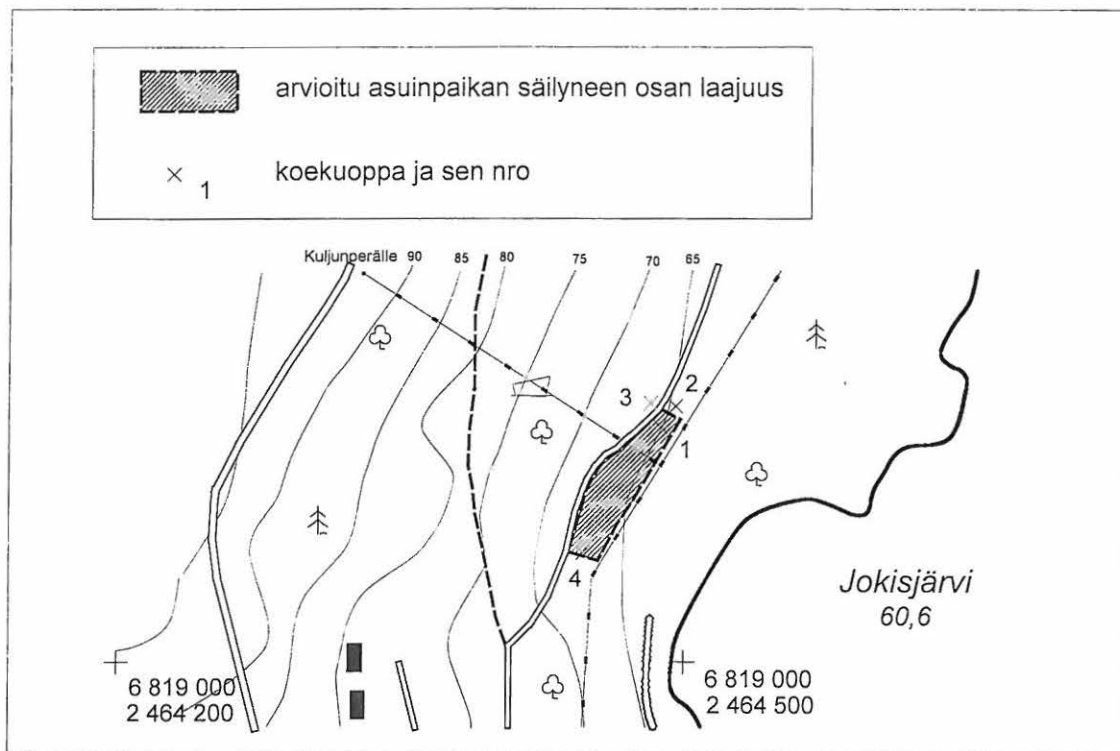 arvioitu asuinpaikan säilyneen osan laajuus
1 koekuoppa ja sen nro
Kuljunperälle 90 85 80 75 70 65
3 2
1
4
Jokisjärvi
60,6
6 819 000
2 464 200
6 819 000
2 464 500